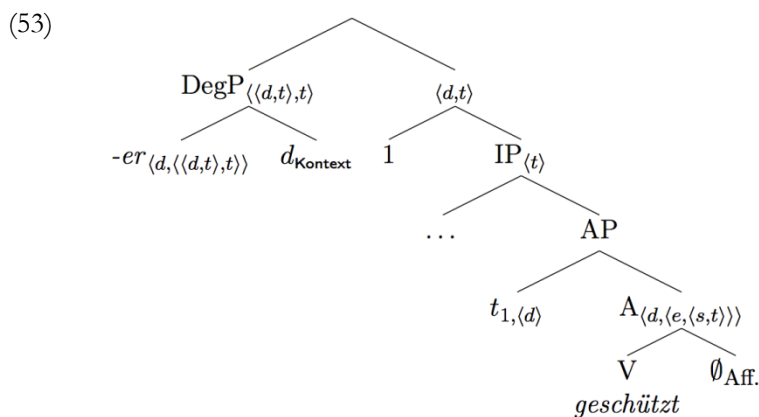 (53)
DegP⟨⟨d,t⟩,t⟩ ⟨d,t⟩
-er⟨d,⟨⟨d,t⟩,t⟩⟩ dKontext 1 IP⟨t⟩
... AP
t1,⟨d⟩ A⟨d,⟨e,⟨s,t⟩⟩⟩
V ∅Aff.
geschützt